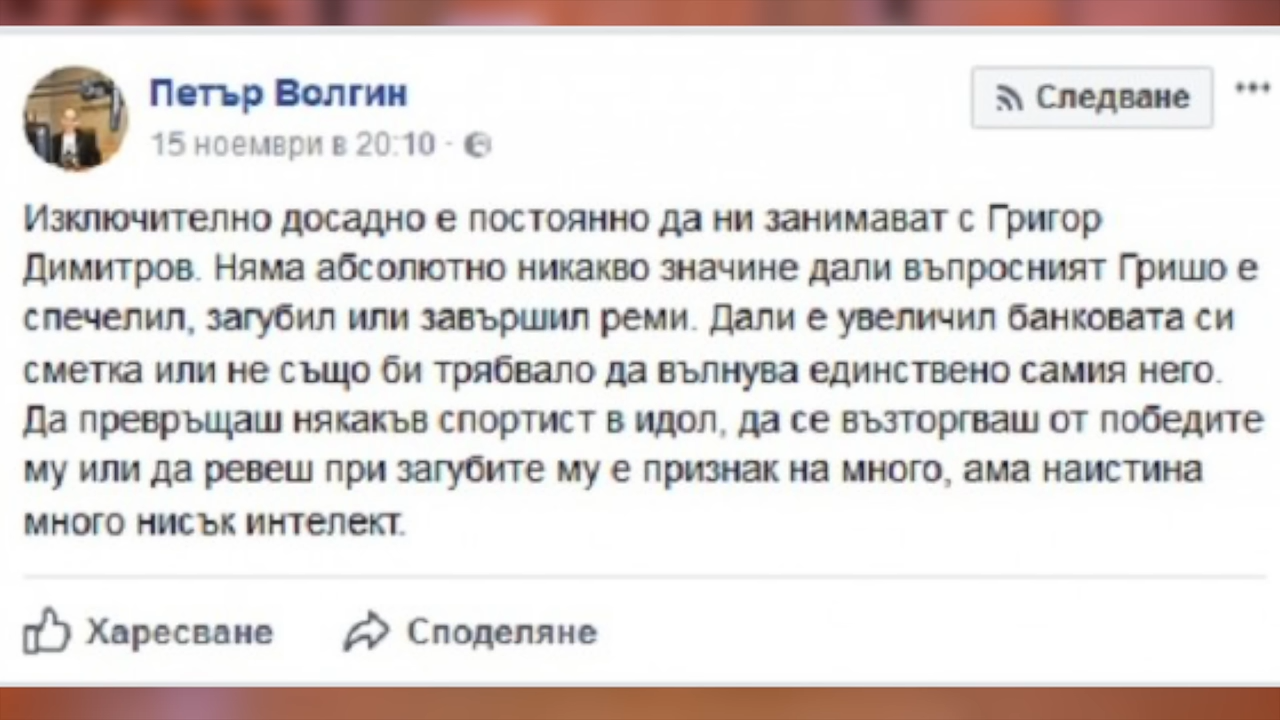 Петър Волгин
Следване
15 ноември в 20:10
Изключително досадно е постоянно да ни занимават с Григор
Димитров. Няма абсолютно никакво значине дали въпросният Гришо е
спечелил, загубил или завършил реми. Дали е увеличил банковата си
сметка или не също би трябвало да вълнува единствено самия него.
Да превръщаш някакъв спортист в идол, да се възторгваш от победите
му или да ревеш при загубите му е признак на много, ама наистина
много нисък интелект.
Харесване Споделяне